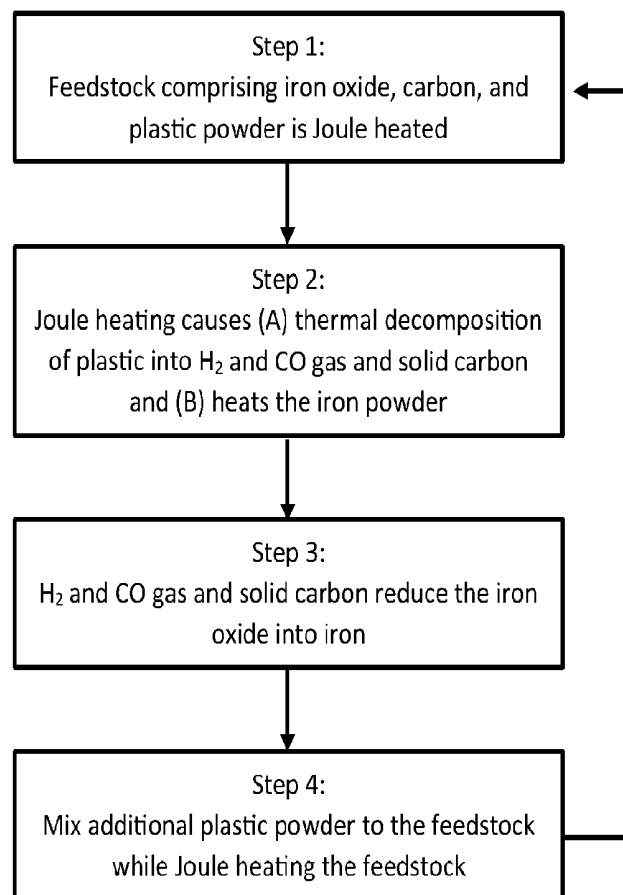 Step 1:
Feedstock comprising iron oxide, carbon, and
plastic powder is Joule heated
Step 2:
Joule heating causes (A) thermal decomposition
of plastic into H₂ and CO gas and solid carbon
and (B) heats the iron powder
Step 3:
H₂ and CO gas and solid carbon reduce the iron
oxide into iron
Step 4:
Mix additional plastic powder to the feedstock
while Joule heating the feedstock